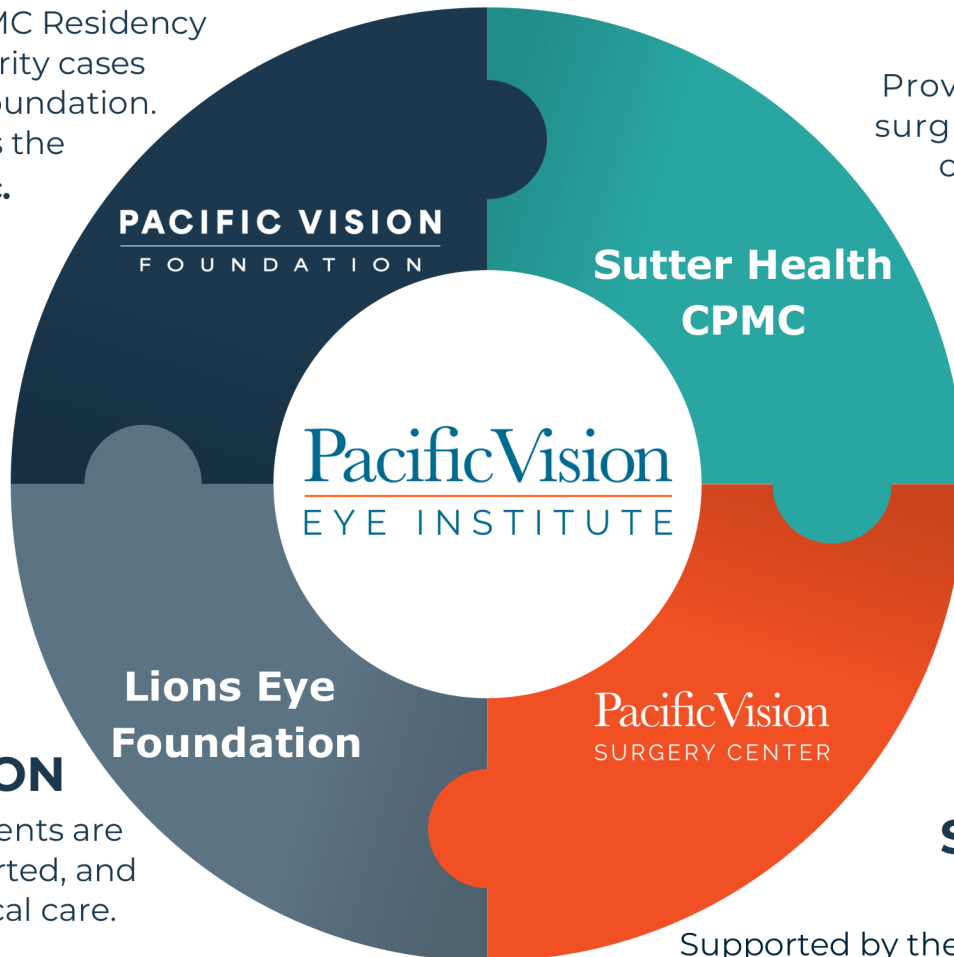 MC Residency
rity cases
oundation.
s the
PACIFIC VISION
FOUNDATION
Prov
surg
Sutter Health
CPMC
PacificVision
EYE INSTITUTE
Lions Eye
Foundation
PacificVision
SURGERY CENTER
ON
ents are
rted, and
cal care.
S
Supported by the